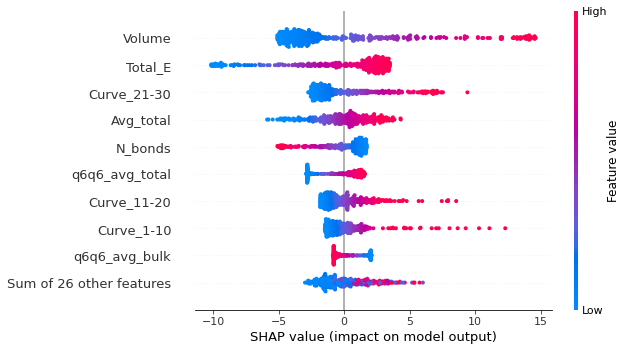 High
Volume
Total_E
Curve_21-30
Avg_total
N_bonds
q6q6_avg_total
Curve_11-20
Curve_1-10
q6q6_avg_bulk
Sum of 26 other features
Feature value
Low
−10 −5 0 5 10 15
SHAP value (impact on model output)